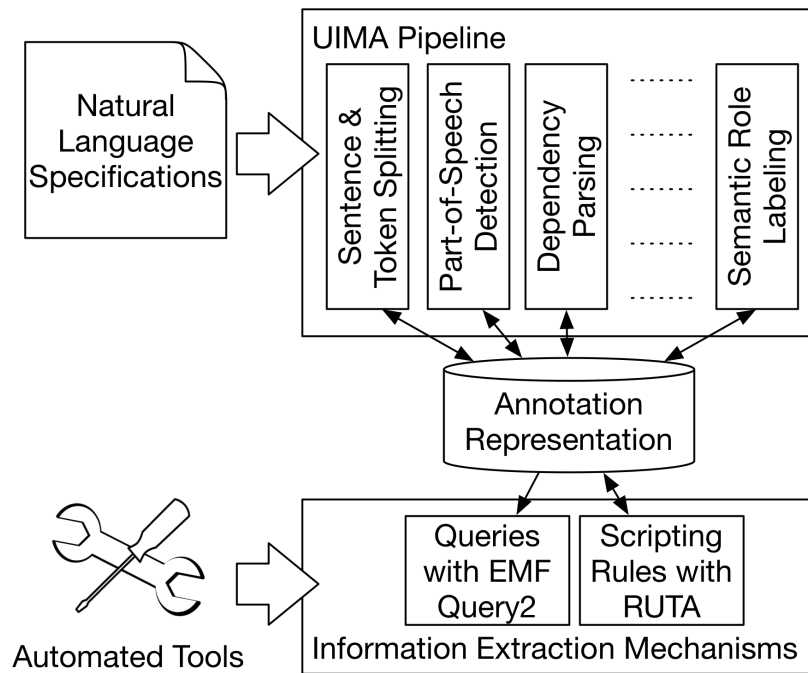 UIMA Pipeline
Natural
Language
Specifications
Sentence &
Token Splitting
Part-of-Speech
Detection
Dependency
Parsing
Semantic Role
Labeling
Annotation
Representation
Queries
with EMF
Query2
Scripting
Rules with
RUTA
Automated Tools
Information Extraction Mechanisms